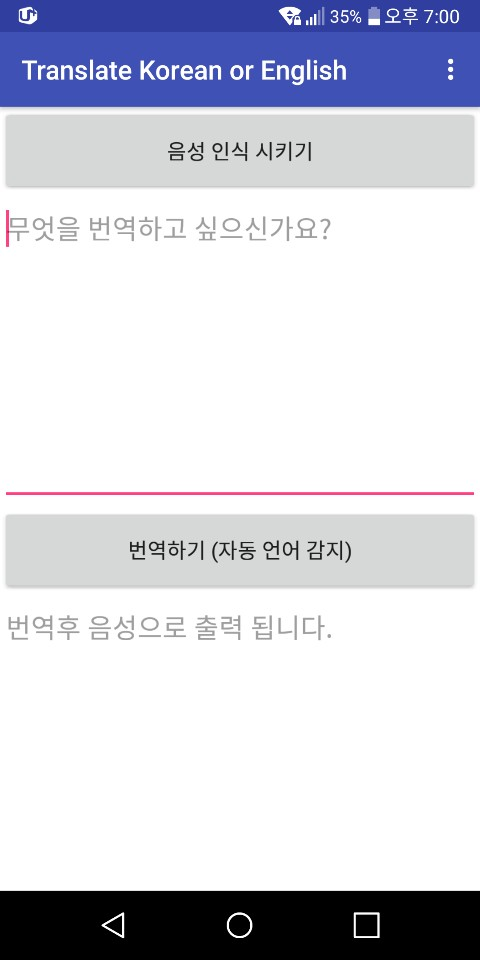 35% 오후 7:00
Translate Korean or English
음성 인식 시키기
무엇을 번역하고 싶으신가요?
번역하기 (자동 언어 감지)
번역후 음성으로 출력 됩니다.